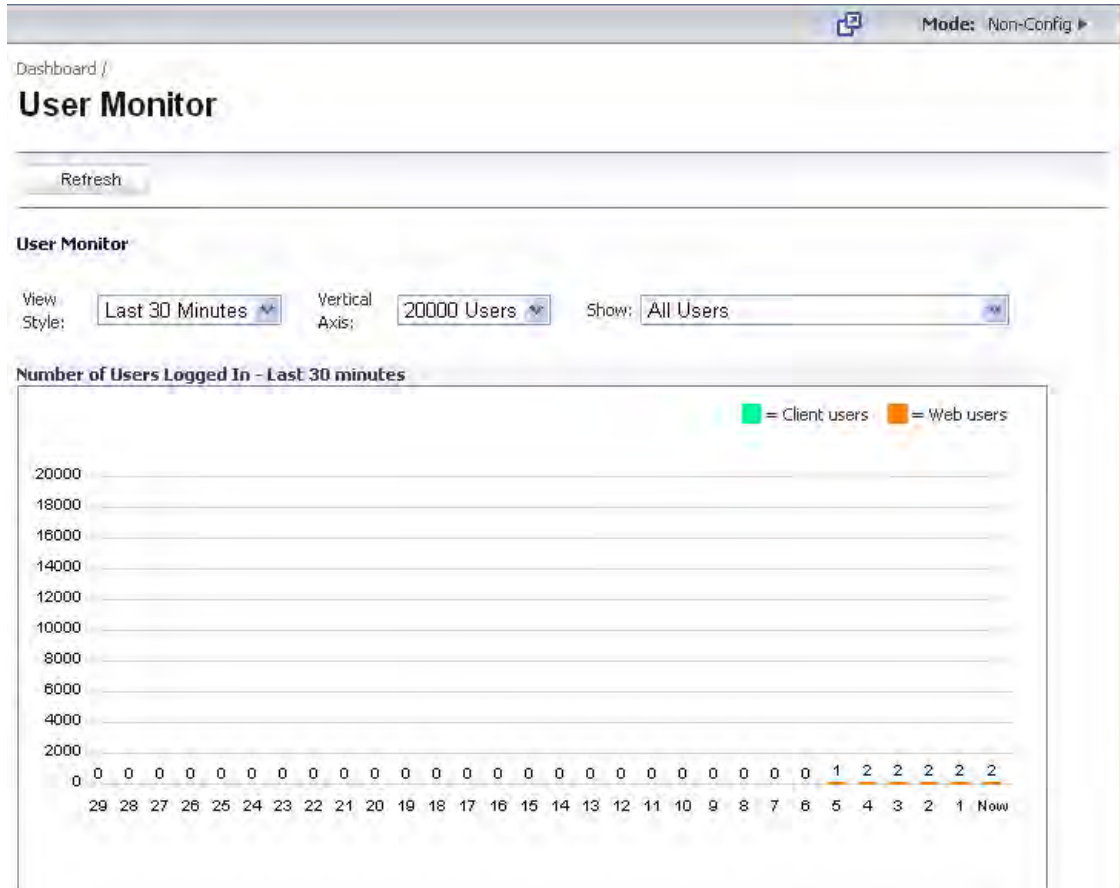 Mode: Non-Config
Dashboard /
User Monitor
Refresh
User Monitor
View Style: Last 30 Minutes Vertical Axis: 20000 Users Show: All Users
Number of Users Logged In - Last 30 minutes
= Client users = Web users
20000
18000
16000
14000
12000
10000
8000
6000
4000
2000
0 0 0 0 0 0 0 0 0 0 0 0 0 0 0 0 0 0 0 0 0 0 0 0 0 1 2 2 2 2 2
29 28 27 26 25 24 23 22 21 20 19 18 17 16 15 14 13 12 11 10 9 8 7 6 5 4 3 2 1 Now